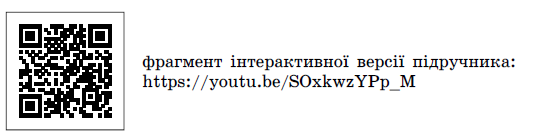 фрагмент інтерактивної версії підручника:
https://youtu.be/SOxkwzYPp_M